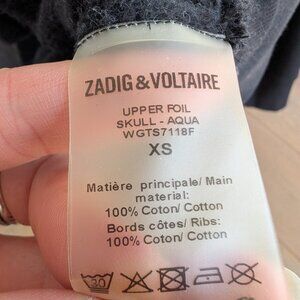 ZADIG & VOLTAIRE
UPPER FOIL
SKULL - AQUA
WGTS7118F
XS
Matière principale/ Main
material:
100% Coton/ Cotton
Bords côtes/ Ribs:
100% Coton/ Cotton
30